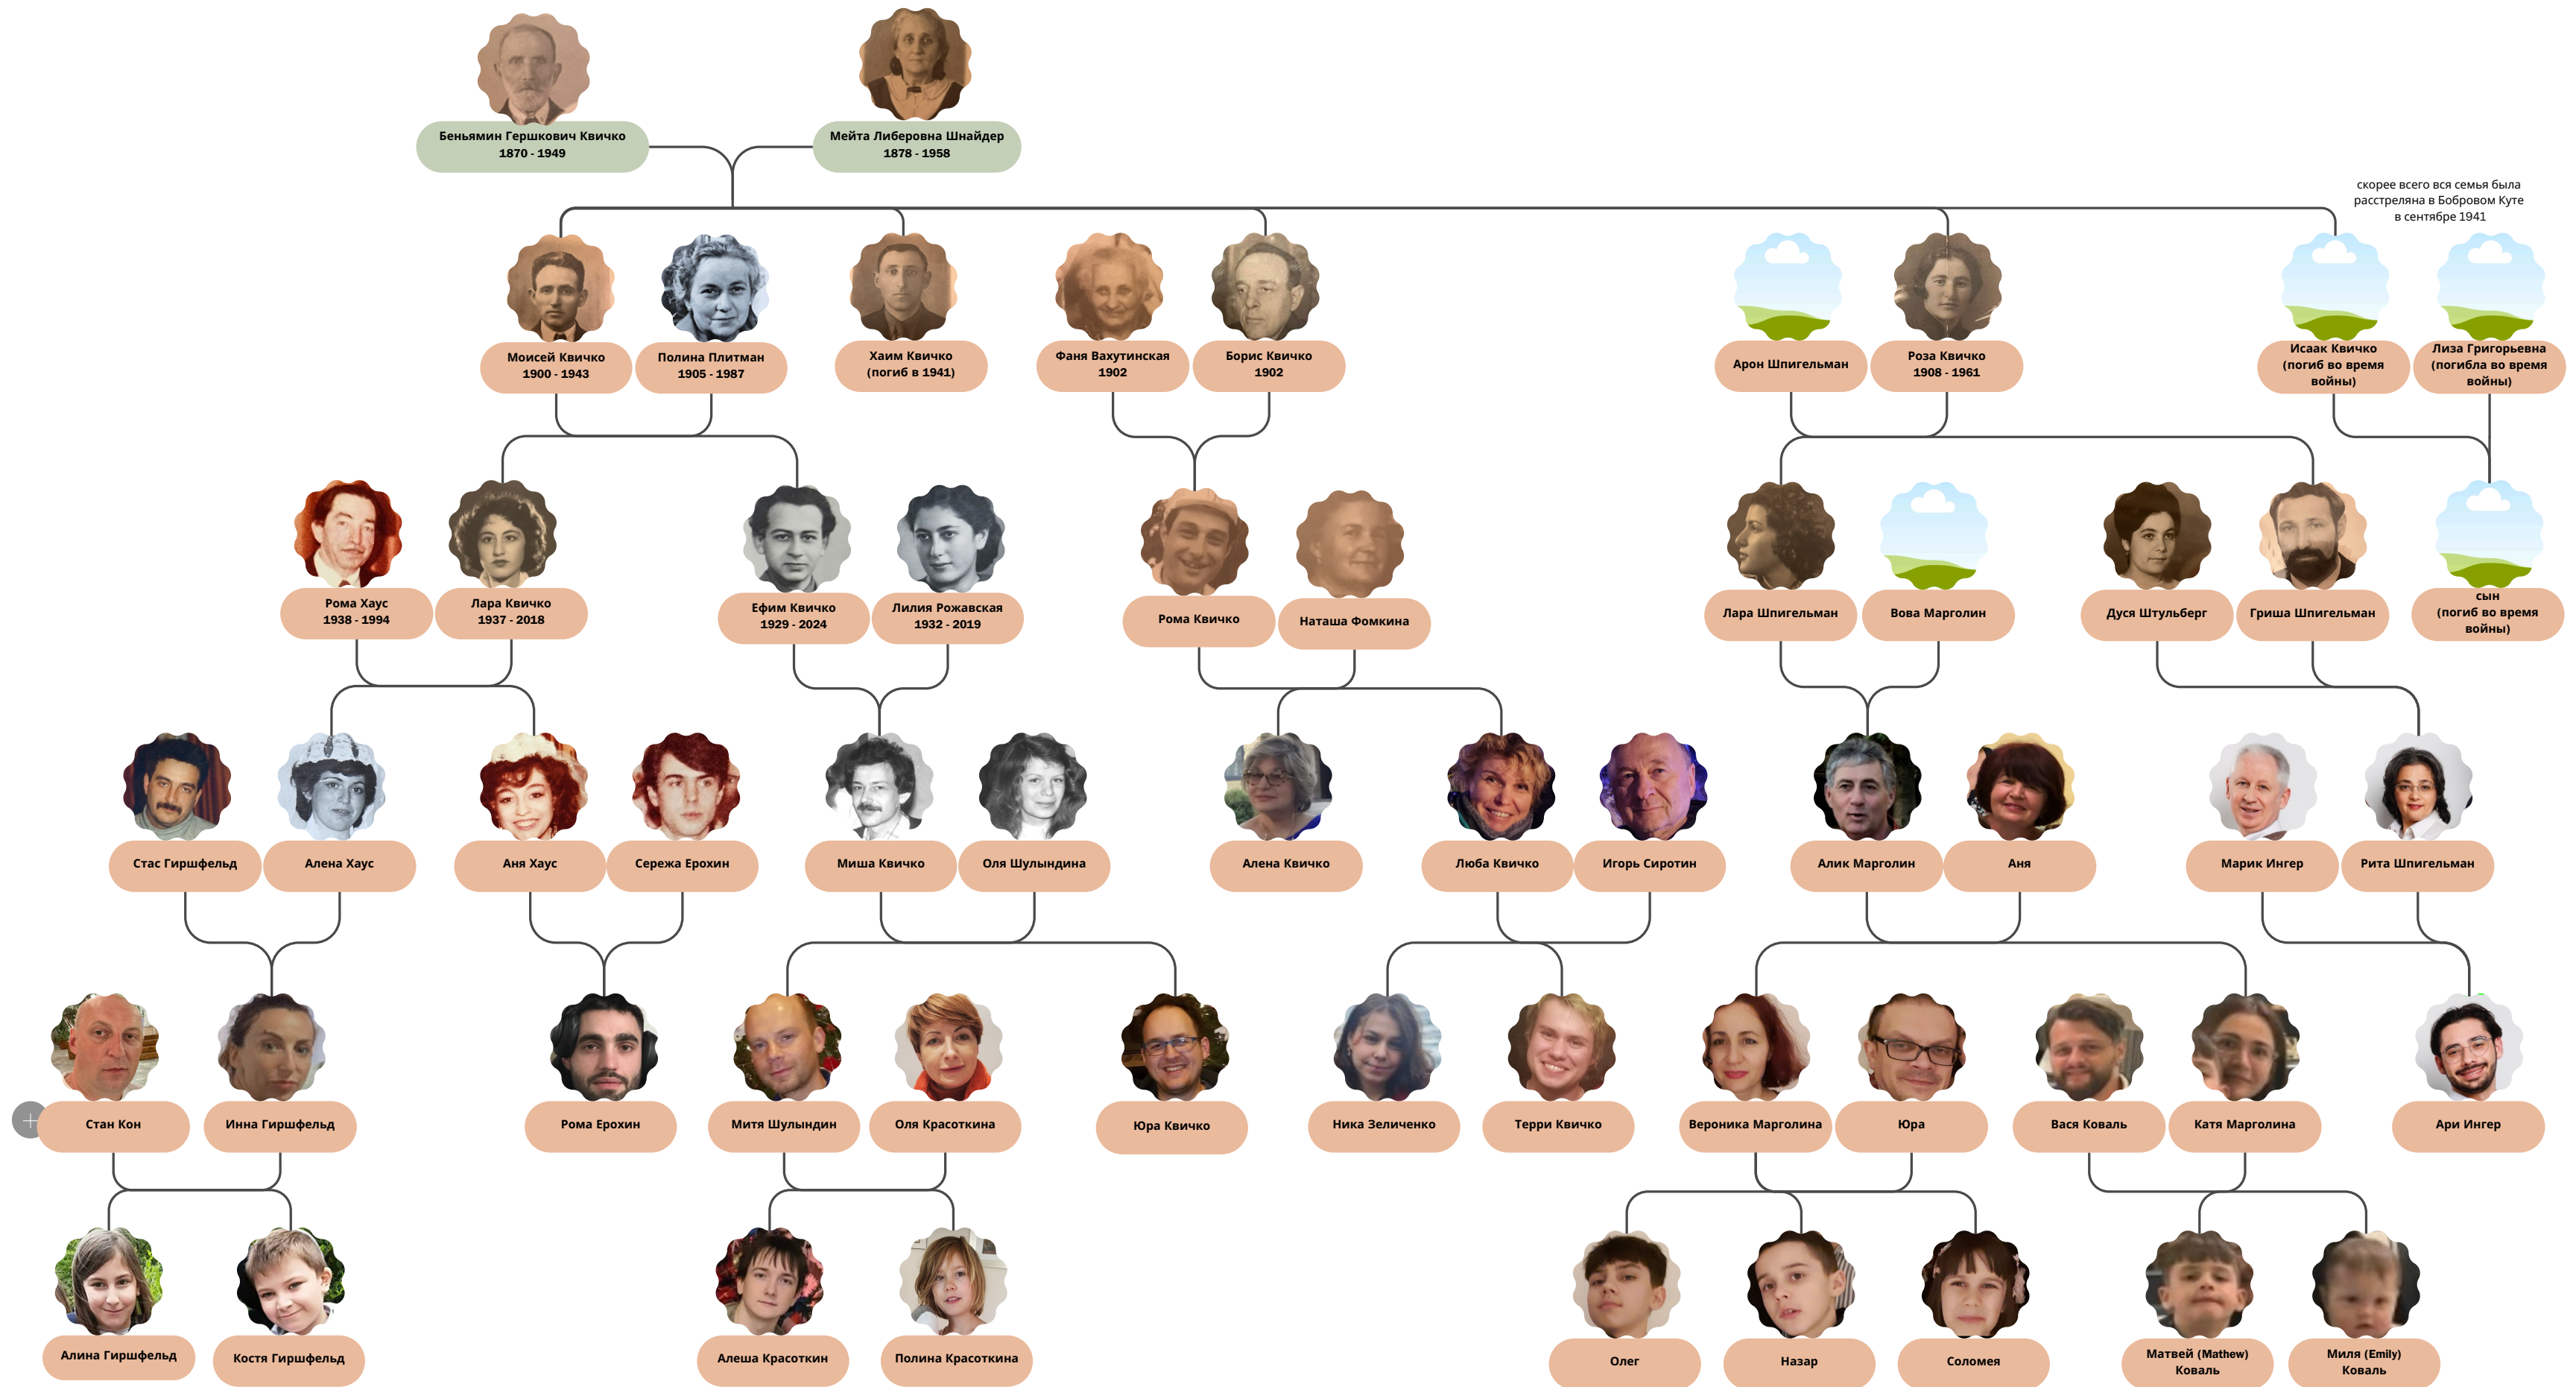 Беньямин Гершкович Квичко
1870 - 1949
Мейта Либеровна Шнайдер
1878 - 1958
скорее всего вся семья была
расстреляна в Бобровом Куте
в сентябре 1941
Моисей Квичко
1900 - 1943
Полина Плитман
1905 - 1987
Хаим Квичко
(погиб в 1941)
Фаня Вахутинская
1902
Борис Квичко
1902
Арон Шпигельман
Роза Квичко
1908 - 1961
Исаак Квичко
(погиб во время
войны)
Лиза Григорьевна
(погибла во время
войны)
Рома Хаус
1938 - 1994
Лара Квичко
1937 - 2018
Ефим Квичко
1929 - 2024
Лилия Рожавская
1932 - 2019
Рома Квичко
Наташа Фомкина
Лара Шпигельман
Вова Марголин
Дуся Штульберг
Гриша Шпигельман
сын
(погиб во время
войны)
Стас Гиршфельд
Алена Хаус
Аня Хаус
Сережа Ерохин
Миша Квичко
Оля Шулындина
Алена Квичко
Люба Квичко
Игорь Сиротин
Алик Марголин
Аня
Марик Ингер
Рита Шпигельман
Стан Кон
Инна Гиршфельд
Рома Ерохин
Митя Шулындин
Оля Красоткина
Юра Квичко
Ника Зеличенко
Терри Квичко
Вероника Марголина
Юра
Вася Коваль
Катя Марголина
Ари Ингер
Алина Гиршфельд
Костя Гиршфельд
Алеша Красоткин
Полина Красоткина
Олег
Назар
Соломея
Матвей (Mathew)
Коваль
Миля (Emily)
Коваль